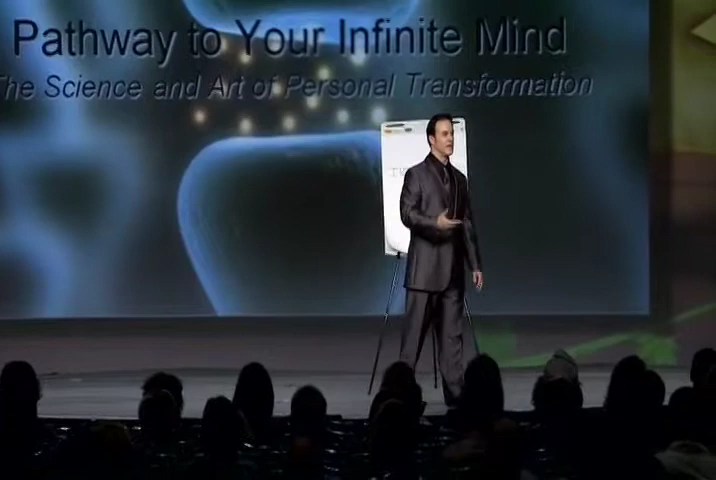 Pathway to Your Infinite Mind
The Science and Art of Personal Transformation